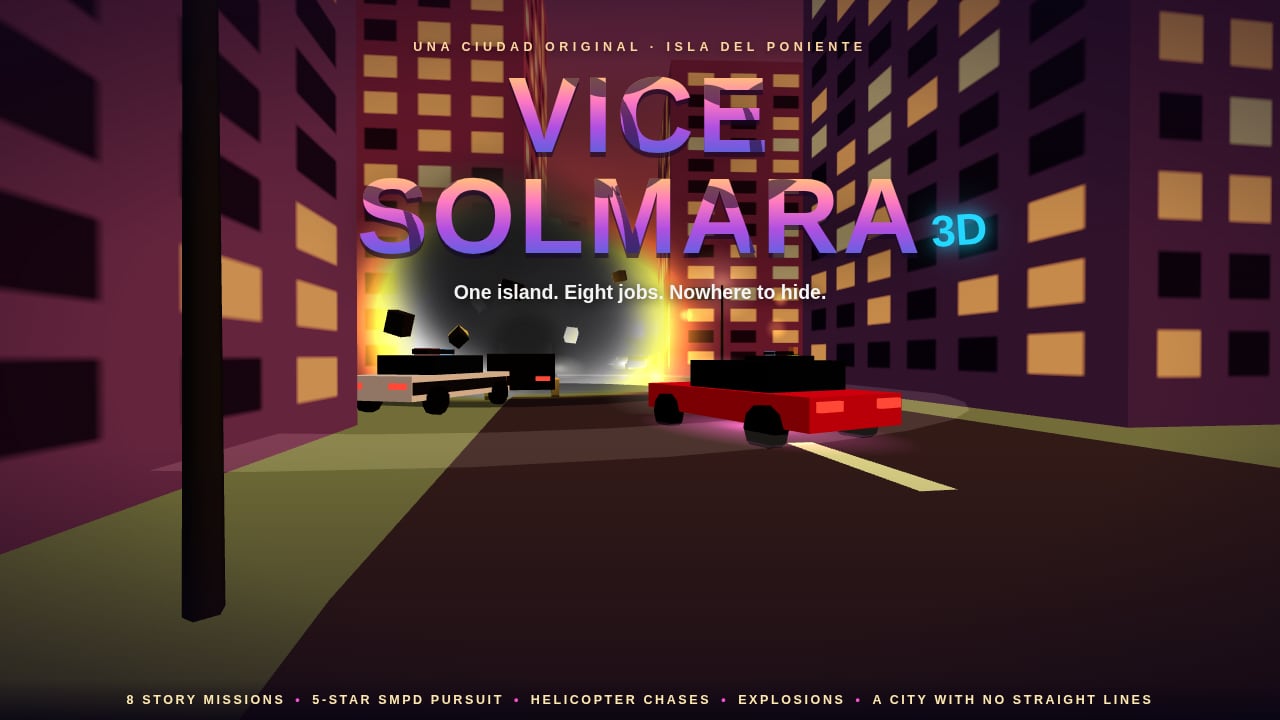 UNA CIUDAD ORIGINAL · ISLA DEL PONIENTE
VICE
SOLMARA 3D
One island. Eight jobs. Nowhere to hide.
8 STORY MISSIONS • 5-STAR SMPD PURSUIT • HELICOPTER CHASES • EXPLOSIONS • A CITY WITH NO STRAIGHT LINES